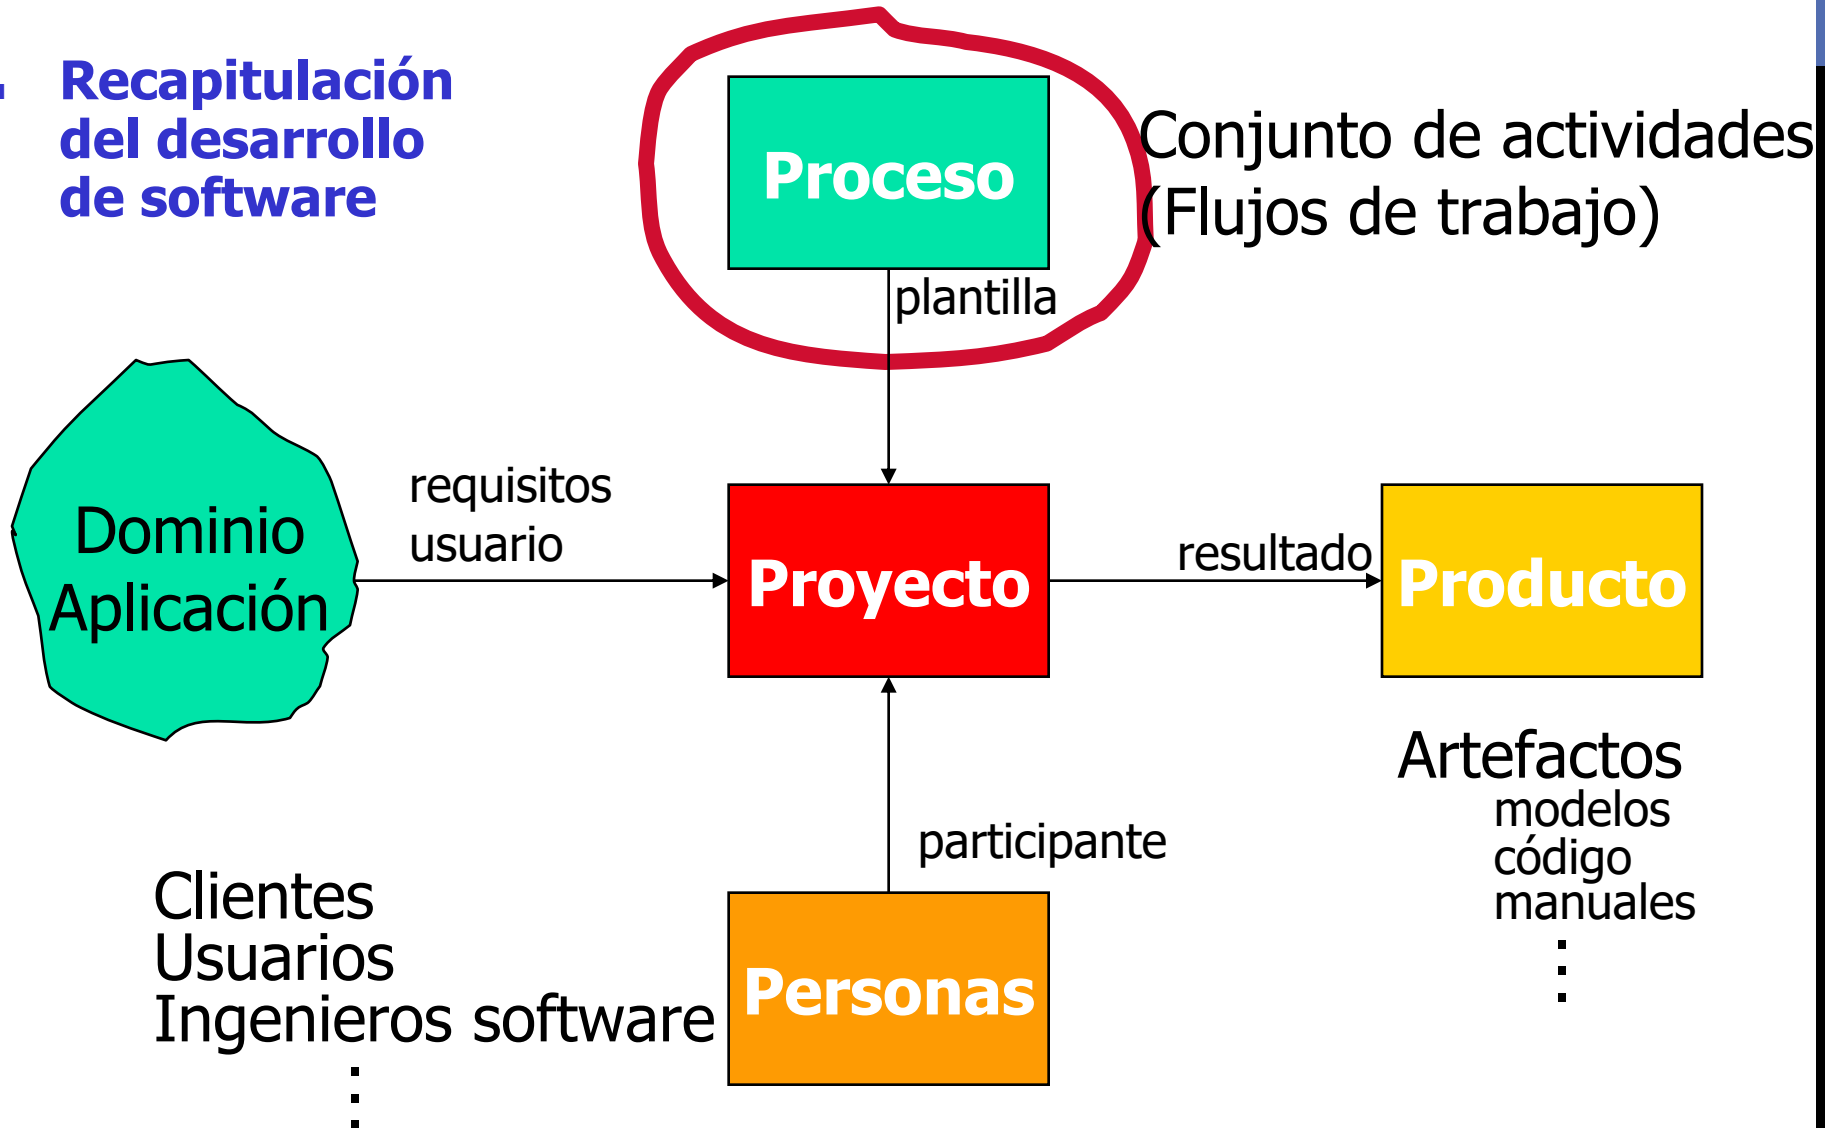 Recapitulación
del desarrollo
de software
Proceso
Conjunto de actividades
(Flujos de trabajo)
plantilla
Dominio
Aplicación
requisitos
usuario
Proyecto
resultado
Producto
Artefactos
modelos
código
manuales
participante
Clientes
Usuarios
Ingenieros software
Personas